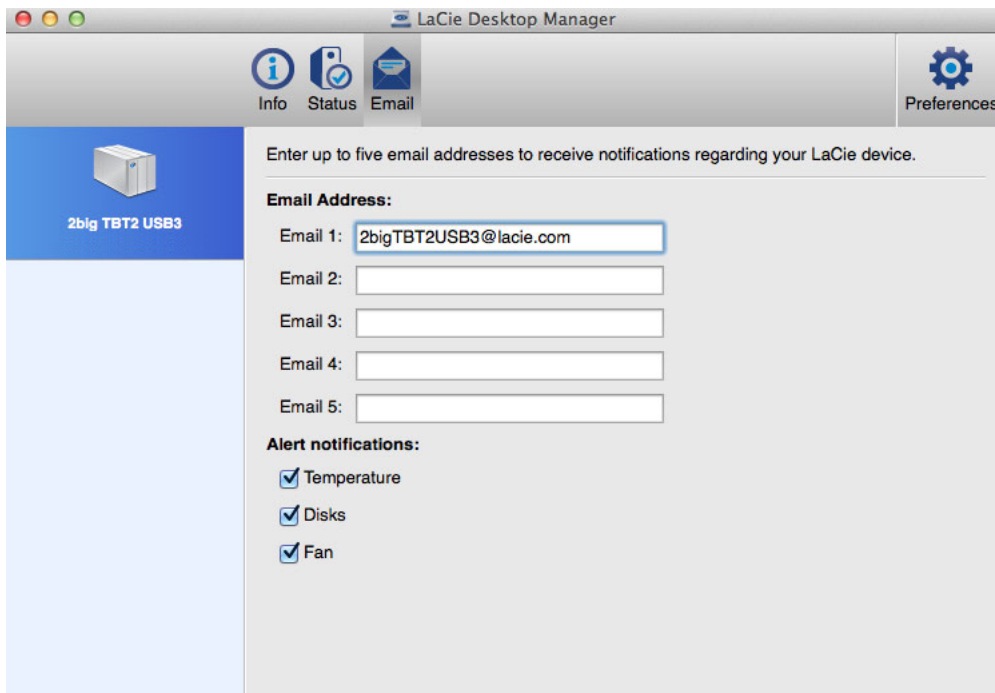 LaCie Desktop Manager
Info Status Email Preferences
2big TBT2 USB3
Enter up to five email addresses to receive notifications regarding your LaCie device.
Email Address:
Email 1: 2bigTBT2USB3@lacie.com
Email 2:
Email 3:
Email 4:
Email 5:
Alert notifications:
Temperature
Disks
Fan